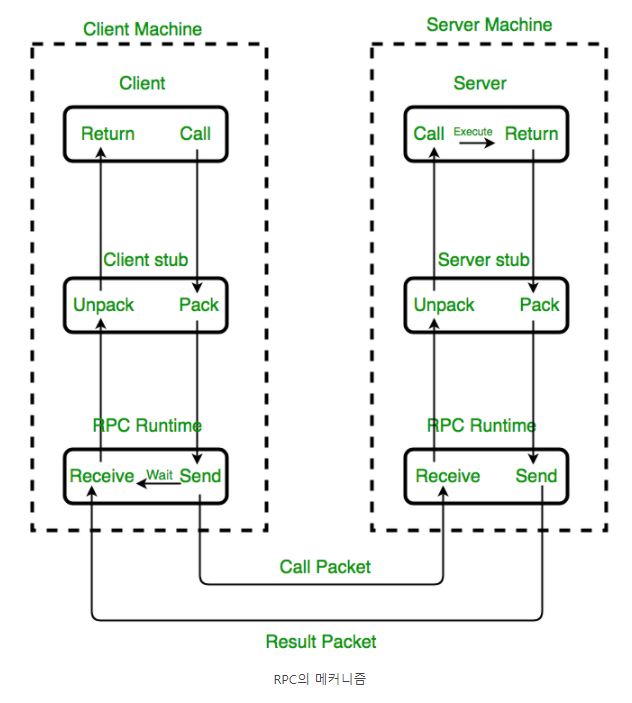 Client Machine
Server Machine
Client
Server
Return Call
Call Execute Return
Client stub
Server stub
Unpack Pack
Unpack Pack
RPC Runtime
RPC Runtime
Receive Wait Send
Receive Send
Call Packet
Result Packet
RPC의 메커니즘